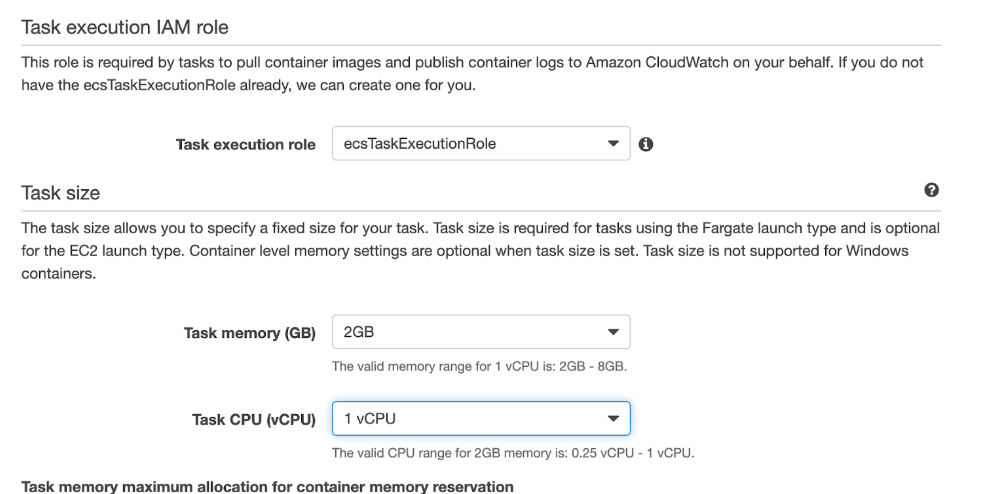 Task execution IAM role
This role is required by tasks to pull container images and publish container logs to Amazon CloudWatch on your behalf. If you do not
have the ecsTaskExecutionRole already, we can create one for you.
Task execution role ecsTaskExecutionRole
Task size
The task size allows you to specify a fixed size for your task. Task size is required for tasks using the Fargate launch type and is optional
for the EC2 launch type. Container level memory settings are optional when task size is set. Task size is not supported for Windows
containers.
Task memory (GB) 2GB
The valid memory range for 1 vCPU is: 2GB - 8GB.
Task CPU (vCPU) 1 vCPU
The valid CPU range for 2GB memory is: 0.25 vCPU - 1 vCPU.
Task memory maximum allocation for container memory reservation